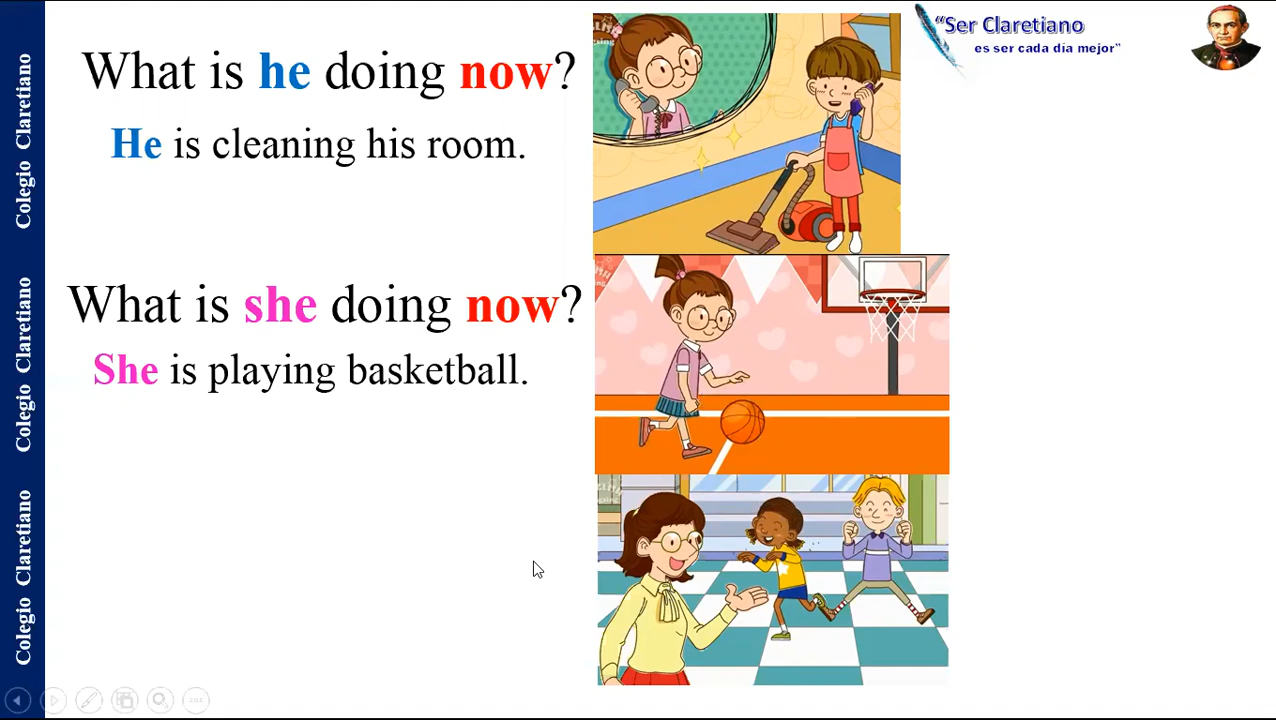 What is he doing now?
He is cleaning his room.
What is she doing now?
She is playing basketball.
“Ser Claretiano
es ser cada día mejor”
Colegio Claretiano
Colegio Claretiano
Colegio Claretiano